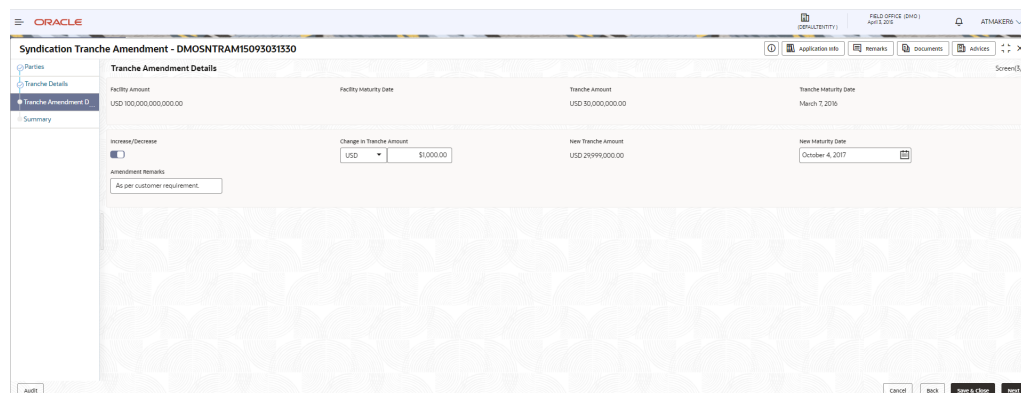 ORACLE
(DEFAULTENTITY)
FIELD OFFICE (DMO)
April 3, 2015
ATMAKER6
Syndication Tranche Amendment - DMOSNTRAM15093031330
Application Info
Remarks
Documents
Advices
Parties
Tranche Details
Tranche Amendment D...
Summary
Tranche Amendment Details
Screen(3,
Facility Amount
Facility Maturity Date
Tranche Amount
Tranche Maturity Date
USD 100,000,000,000.00
USD 30,000,000.00
March 7, 2016
Increase/Decrease
Change in Tranche Amount
New Tranche Amount
New Maturity Date
USD
$1,000.00
USD 29,999,000.00
October 4, 2017
Amendment Remarks
As per customer requirement.
Audit
Cancel
Back
Save & Close
Next